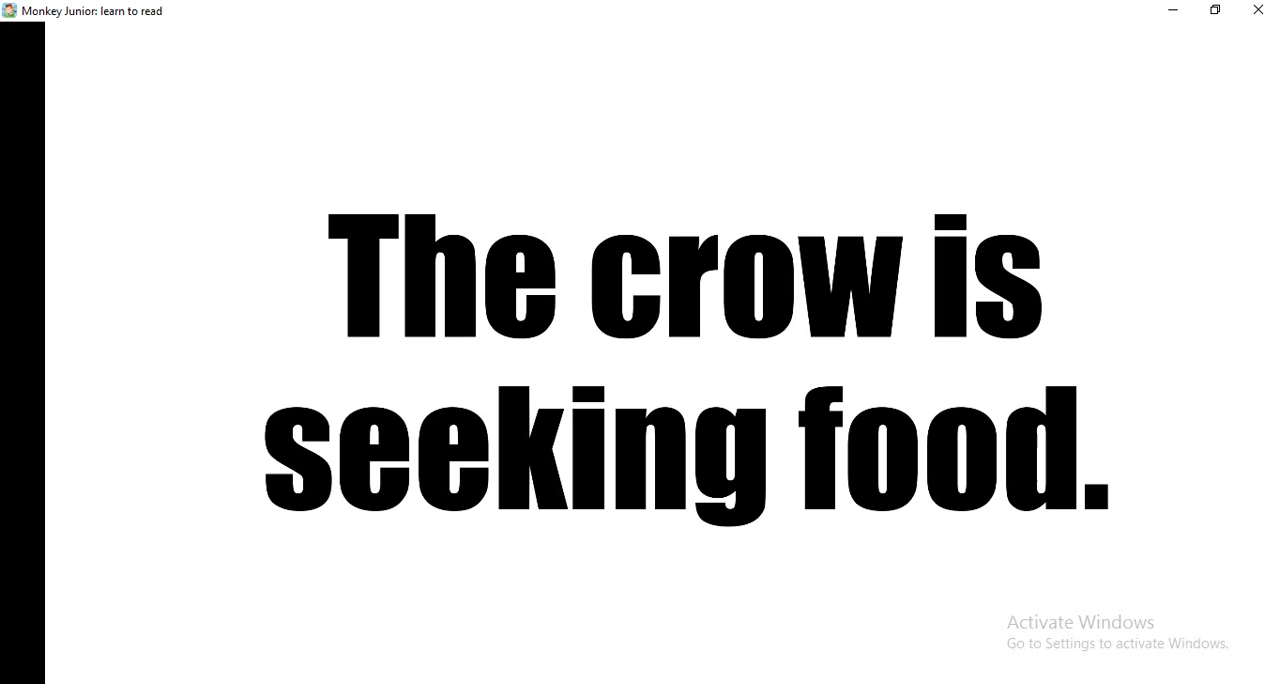 Monkey Junior: learn to read
The crow is
seeking food.
Activate Windows
Go to Settings to activate Windows.